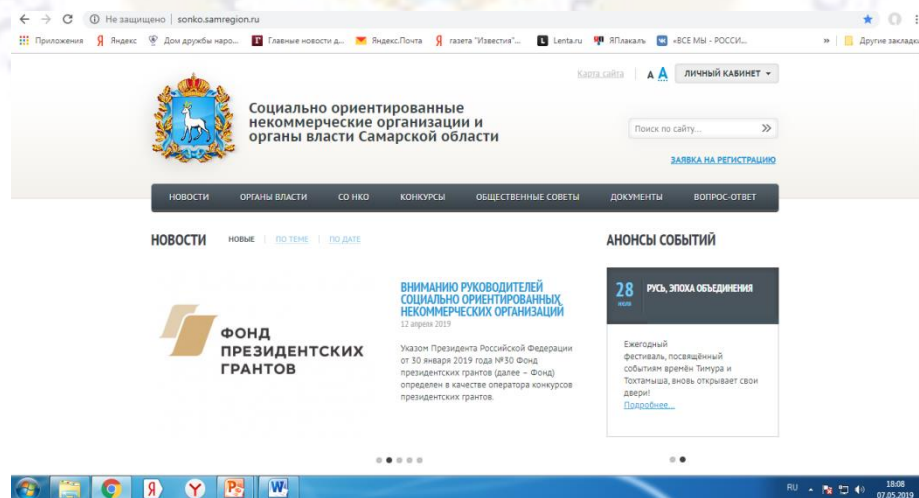 Не защищено | sonko.samregion.ru
Приложения Яндекс Дом дружбы наро... Главные новости д... Яндекс.Почта газета "Известия"... Lenta.ru ЯПлакалъ «ВСЕ МЫ - РОССИ... » Другие закладки
Карта сайта А А ЛИЧНЫЙ КАБИНЕТ
Социально ориентированные
некоммерческие организации и
органы власти Самарской области
Поиск по сайту...
ЗАЯВКА НА РЕГИСТРАЦИЮ
НОВОСТИ ОРГАНЫ ВЛАСТИ СО НКО КОНКУРСЫ ОБЩЕСТВЕННЫЕ СОВЕТЫ ДОКУМЕНТЫ ВОПРОС-ОТВЕТ
НОВОСТИ НОВЫЕ ПО ТЕМЕ ПО ДАТЕ
ФОНД
ПРЕЗИДЕНТСКИХ
ГРАНТОВ
ВНИМАНИЮ РУКОВОДИТЕЛЕЙ
СОЦИАЛЬНО ОРИЕНТИРОВАННЫХ
НЕКОММЕРЧЕСКИХ ОРГАНИЗАЦИЙ
12 апреля 2019
Указом Президента Российской Федерации
от 30 января 2019 года №30 Фонд
президентских грантов (далее – Фонд)
определен в качестве оператора конкурсов
президентских грантов.
АНОНСЫ СОБЫТИЙ
28 РУСЬ, ЭПОХА ОБЪЕДИНЕНИЯ
июля
Ежегодный
фестиваль, посвящённый
событиям времён Тимура и
Тохтамыша, вновь открывает свои
двери!
Подробнее...
RU 18:08
07.05.2019